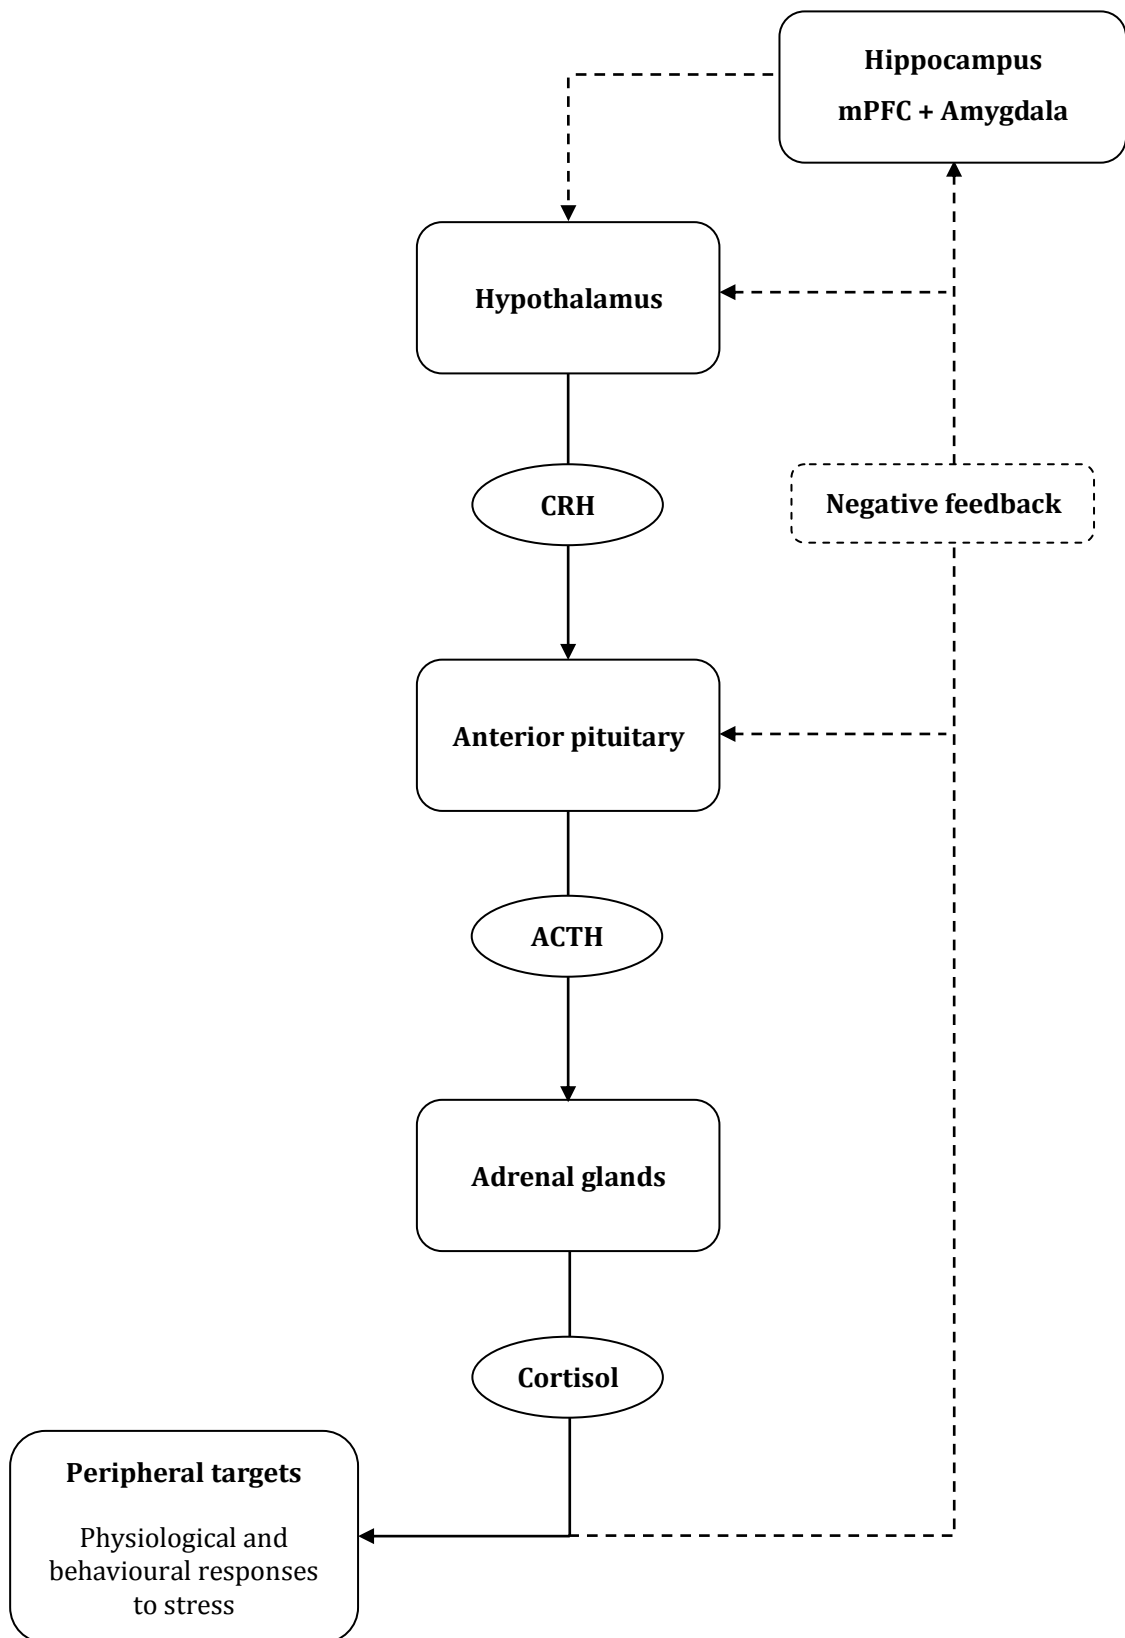 Hippocampus
mPFC + Amygdala
Hypothalamus
CRH
Negative feedback
Anterior pituitary
ACTH
Adrenal glands
Cortisol
Peripheral targets
Physiological and
behavioural responses
to stress